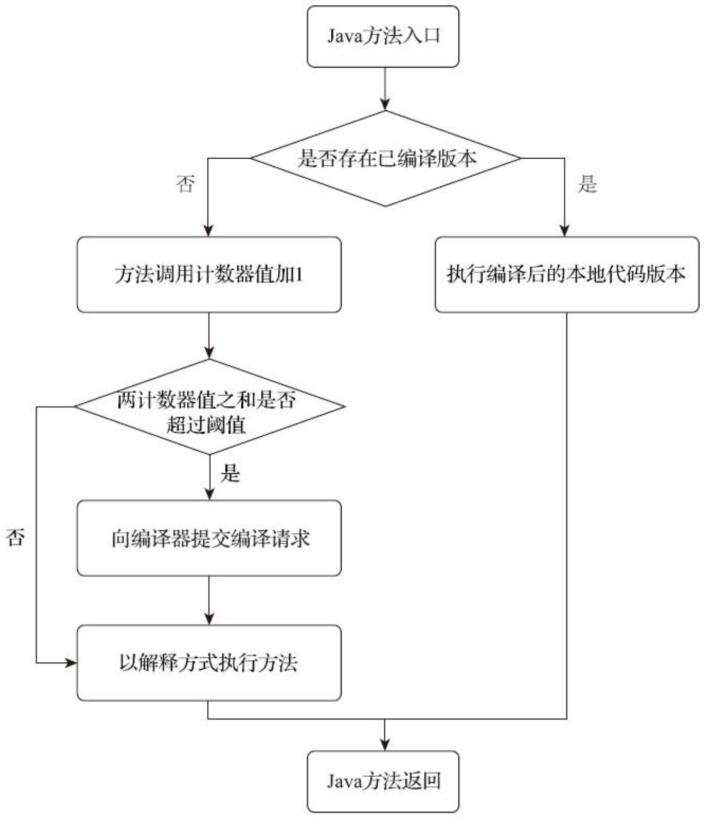 Java方法入口
是否存在已编译版本
否
是
方法调用计数器值加1
执行编译后的本地代码版本
两计数器值之和是否
超过阈值
是
否
向编译器提交编译请求
以解释方式执行方法
Java方法返回